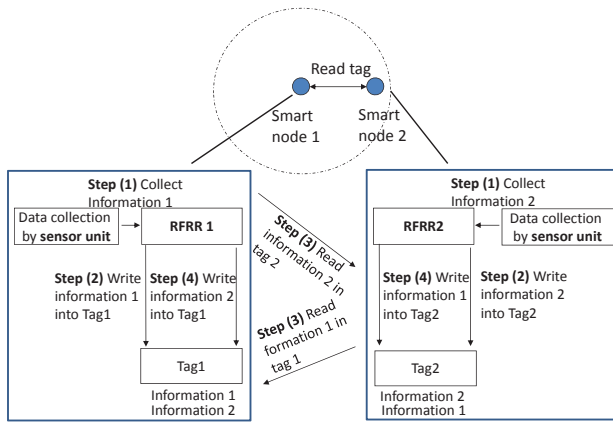 Read tag
Smart
node 1
Smart
node 2
Step (1) Collect
Information 1
Data collection
by sensor unit
RFRR 1
Step (2) Write
information 1
into Tag1
Step (4) Write
information 2
into Tag1
Tag1
Information 1
Information 2
Step (3) Read
information 2 in
tag 2
Step (3) Read
formation 1 in
tag 1
Step (1) Collect
Information 2
RFRR2
Data collection
by sensor unit
Step (4) Write
information 1
into Tag2
Step (2) Write
information 2
into Tag2
Tag2
Information 2
Information 1